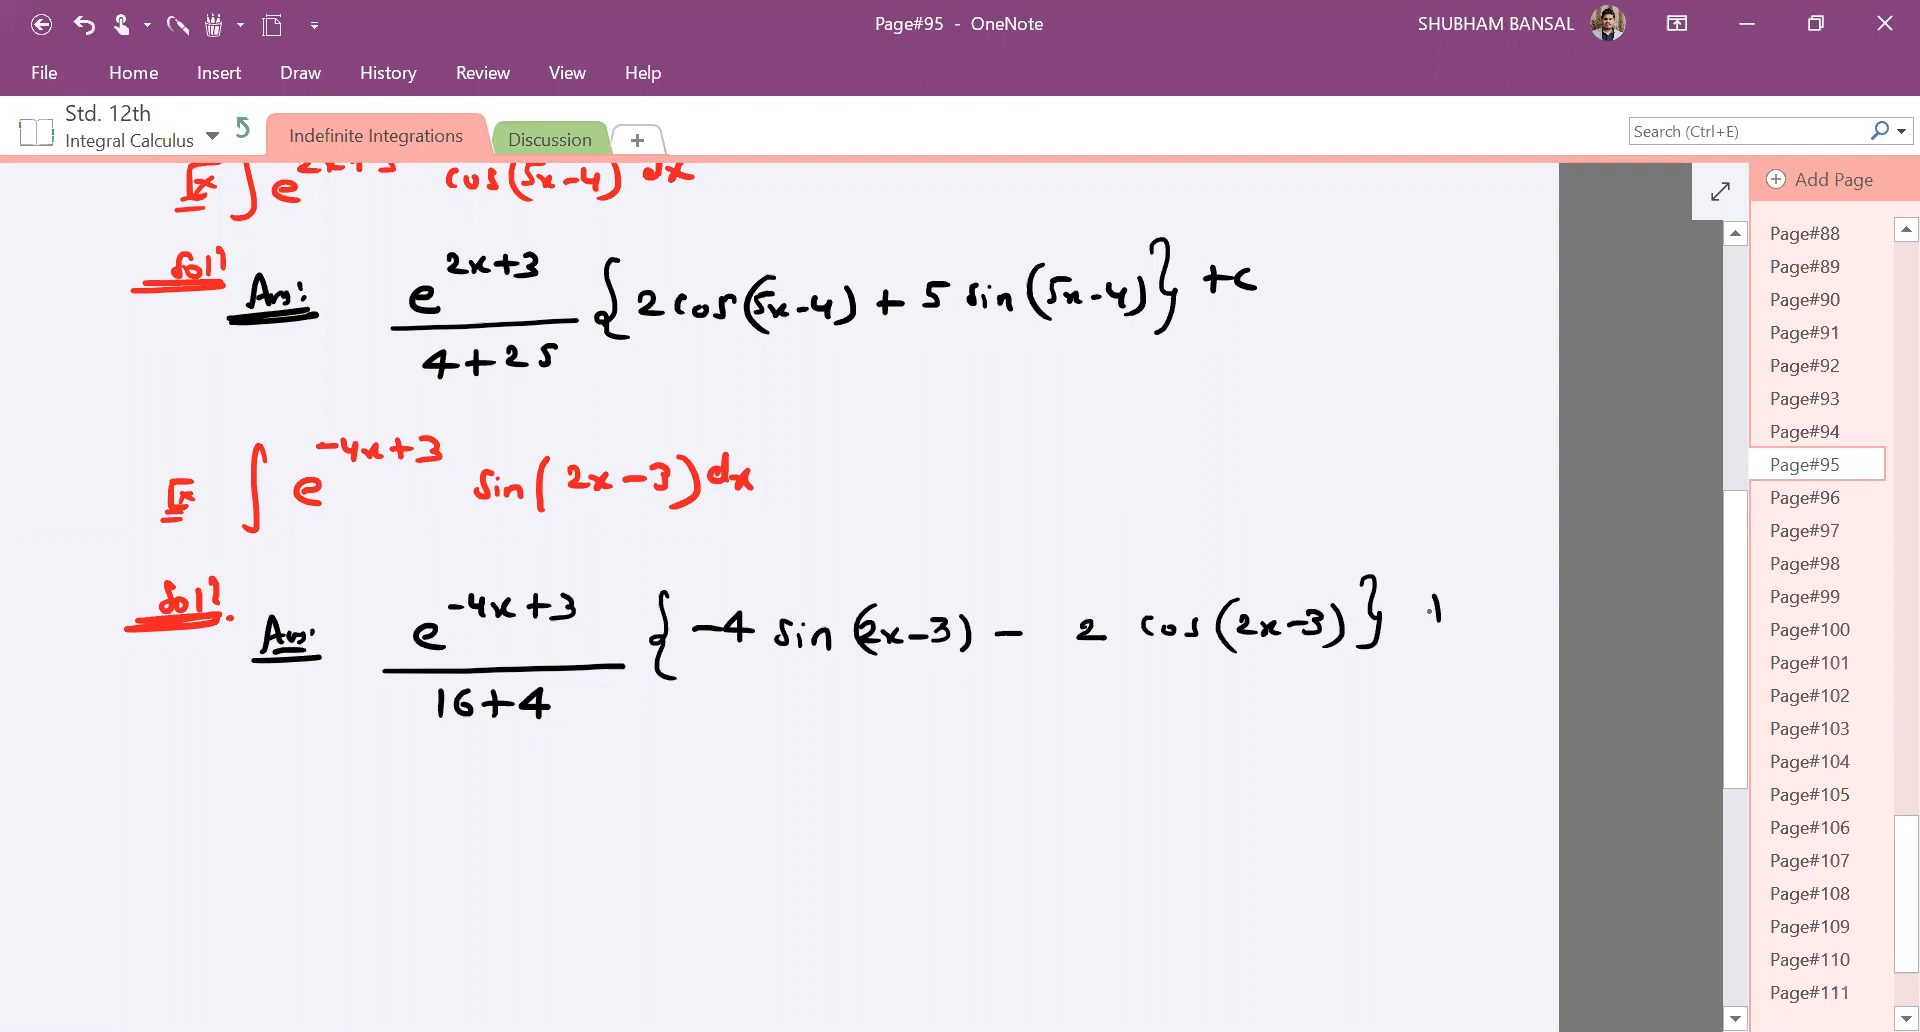 Page#95 - OneNote
SHUBHAM BANSAL
File Home Insert Draw History Review View Help
Std. 12th
Integral Calculus
Indefinite Integrations
Discussion
Search (Ctrl+E)
Add Page
Ex ∫ e^2x+3 cos(5x-4) dx
Sol?
Ans: e^2x+3 / 4+25 {2 cos(5x-4) + 5 sin(5x-4)} +c
Ex ∫ e^-4x+3 sin(2x-3) dx
Sol?
Ans: e^-4x+3 / 16+4 {-4 sin(2x-3) - 2 cos(2x-3)}
Page#88
Page#89
Page#90
Page#91
Page#92
Page#93
Page#94
Page#95
Page#96
Page#97
Page#98
Page#99
Page#100
Page#101
Page#102
Page#103
Page#104
Page#105
Page#106
Page#107
Page#108
Page#109
Page#110
Page#111